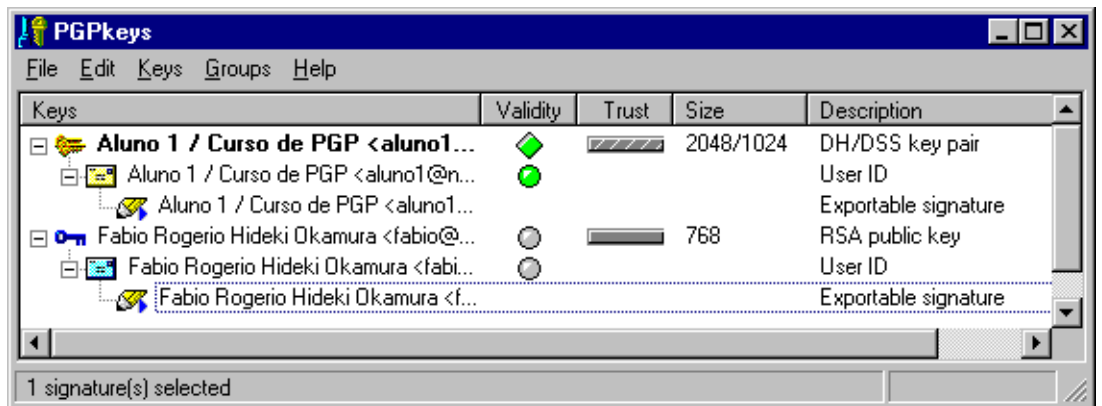 PGPkeys
File Edit Keys Groups Help
Keys Validity Trust Size Description
Aluno 1 / Curso de PGP <aluno1... 2048/1024 DH/DSS key pair
Aluno 1 / Curso de PGP <aluno1@n... User ID
Aluno 1 / Curso de PGP <aluno1... Exportable signature
Fabio Rogerio Hideki Okamura <fabio@... 768 RSA public key
Fabio Rogerio Hideki Okamura <fabi... User ID
Fabio Rogerio Hideki Okamura <f... Exportable signature
1 signature(s) selected